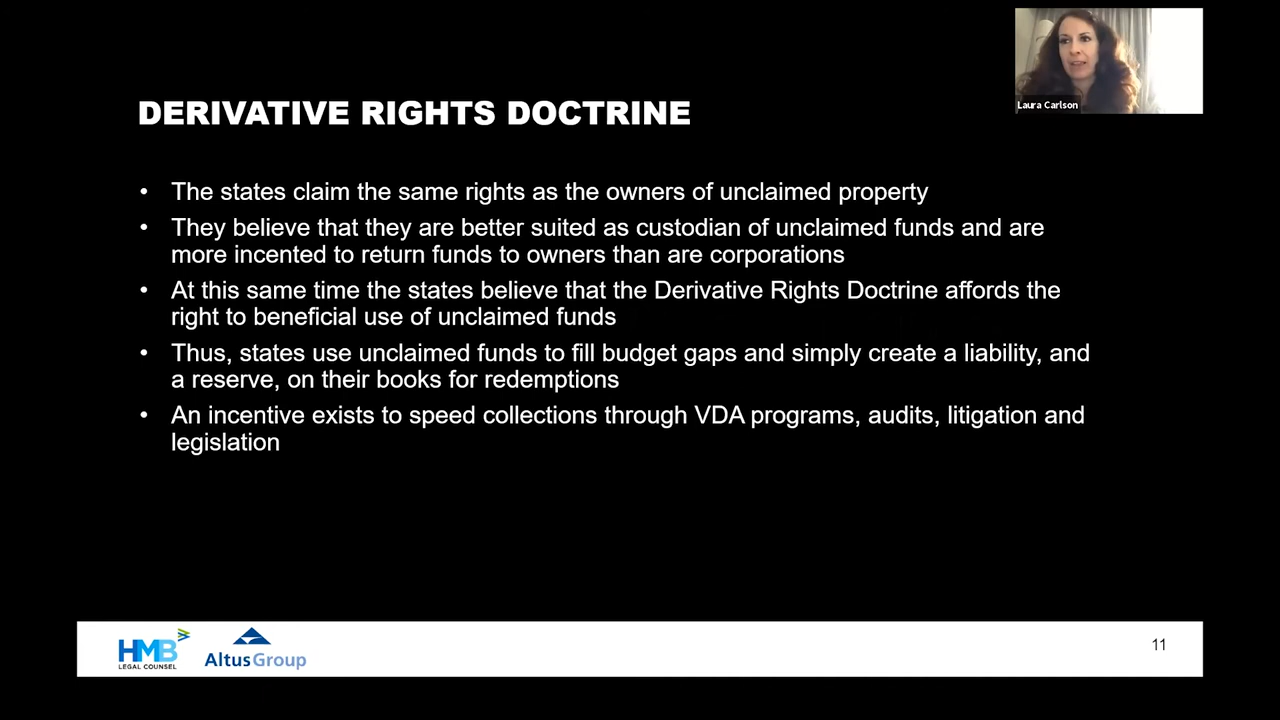 Laura Carlson
DERIVATIVE RIGHTS DOCTRINE
• The states claim the same rights as the owners of unclaimed property
• They believe that they are better suited as custodian of unclaimed funds and are
more incented to return funds to owners than are corporations
• At this same time the states believe that the Derivative Rights Doctrine affords the
right to beneficial use of unclaimed funds
• Thus, states use unclaimed funds to fill budget gaps and simply create a liability, and
a reserve, on their books for redemptions
• An incentive exists to speed collections through VDA programs, audits, litigation and
legislation
HMB
LEGAL COUNSEL
AltusGroup
11